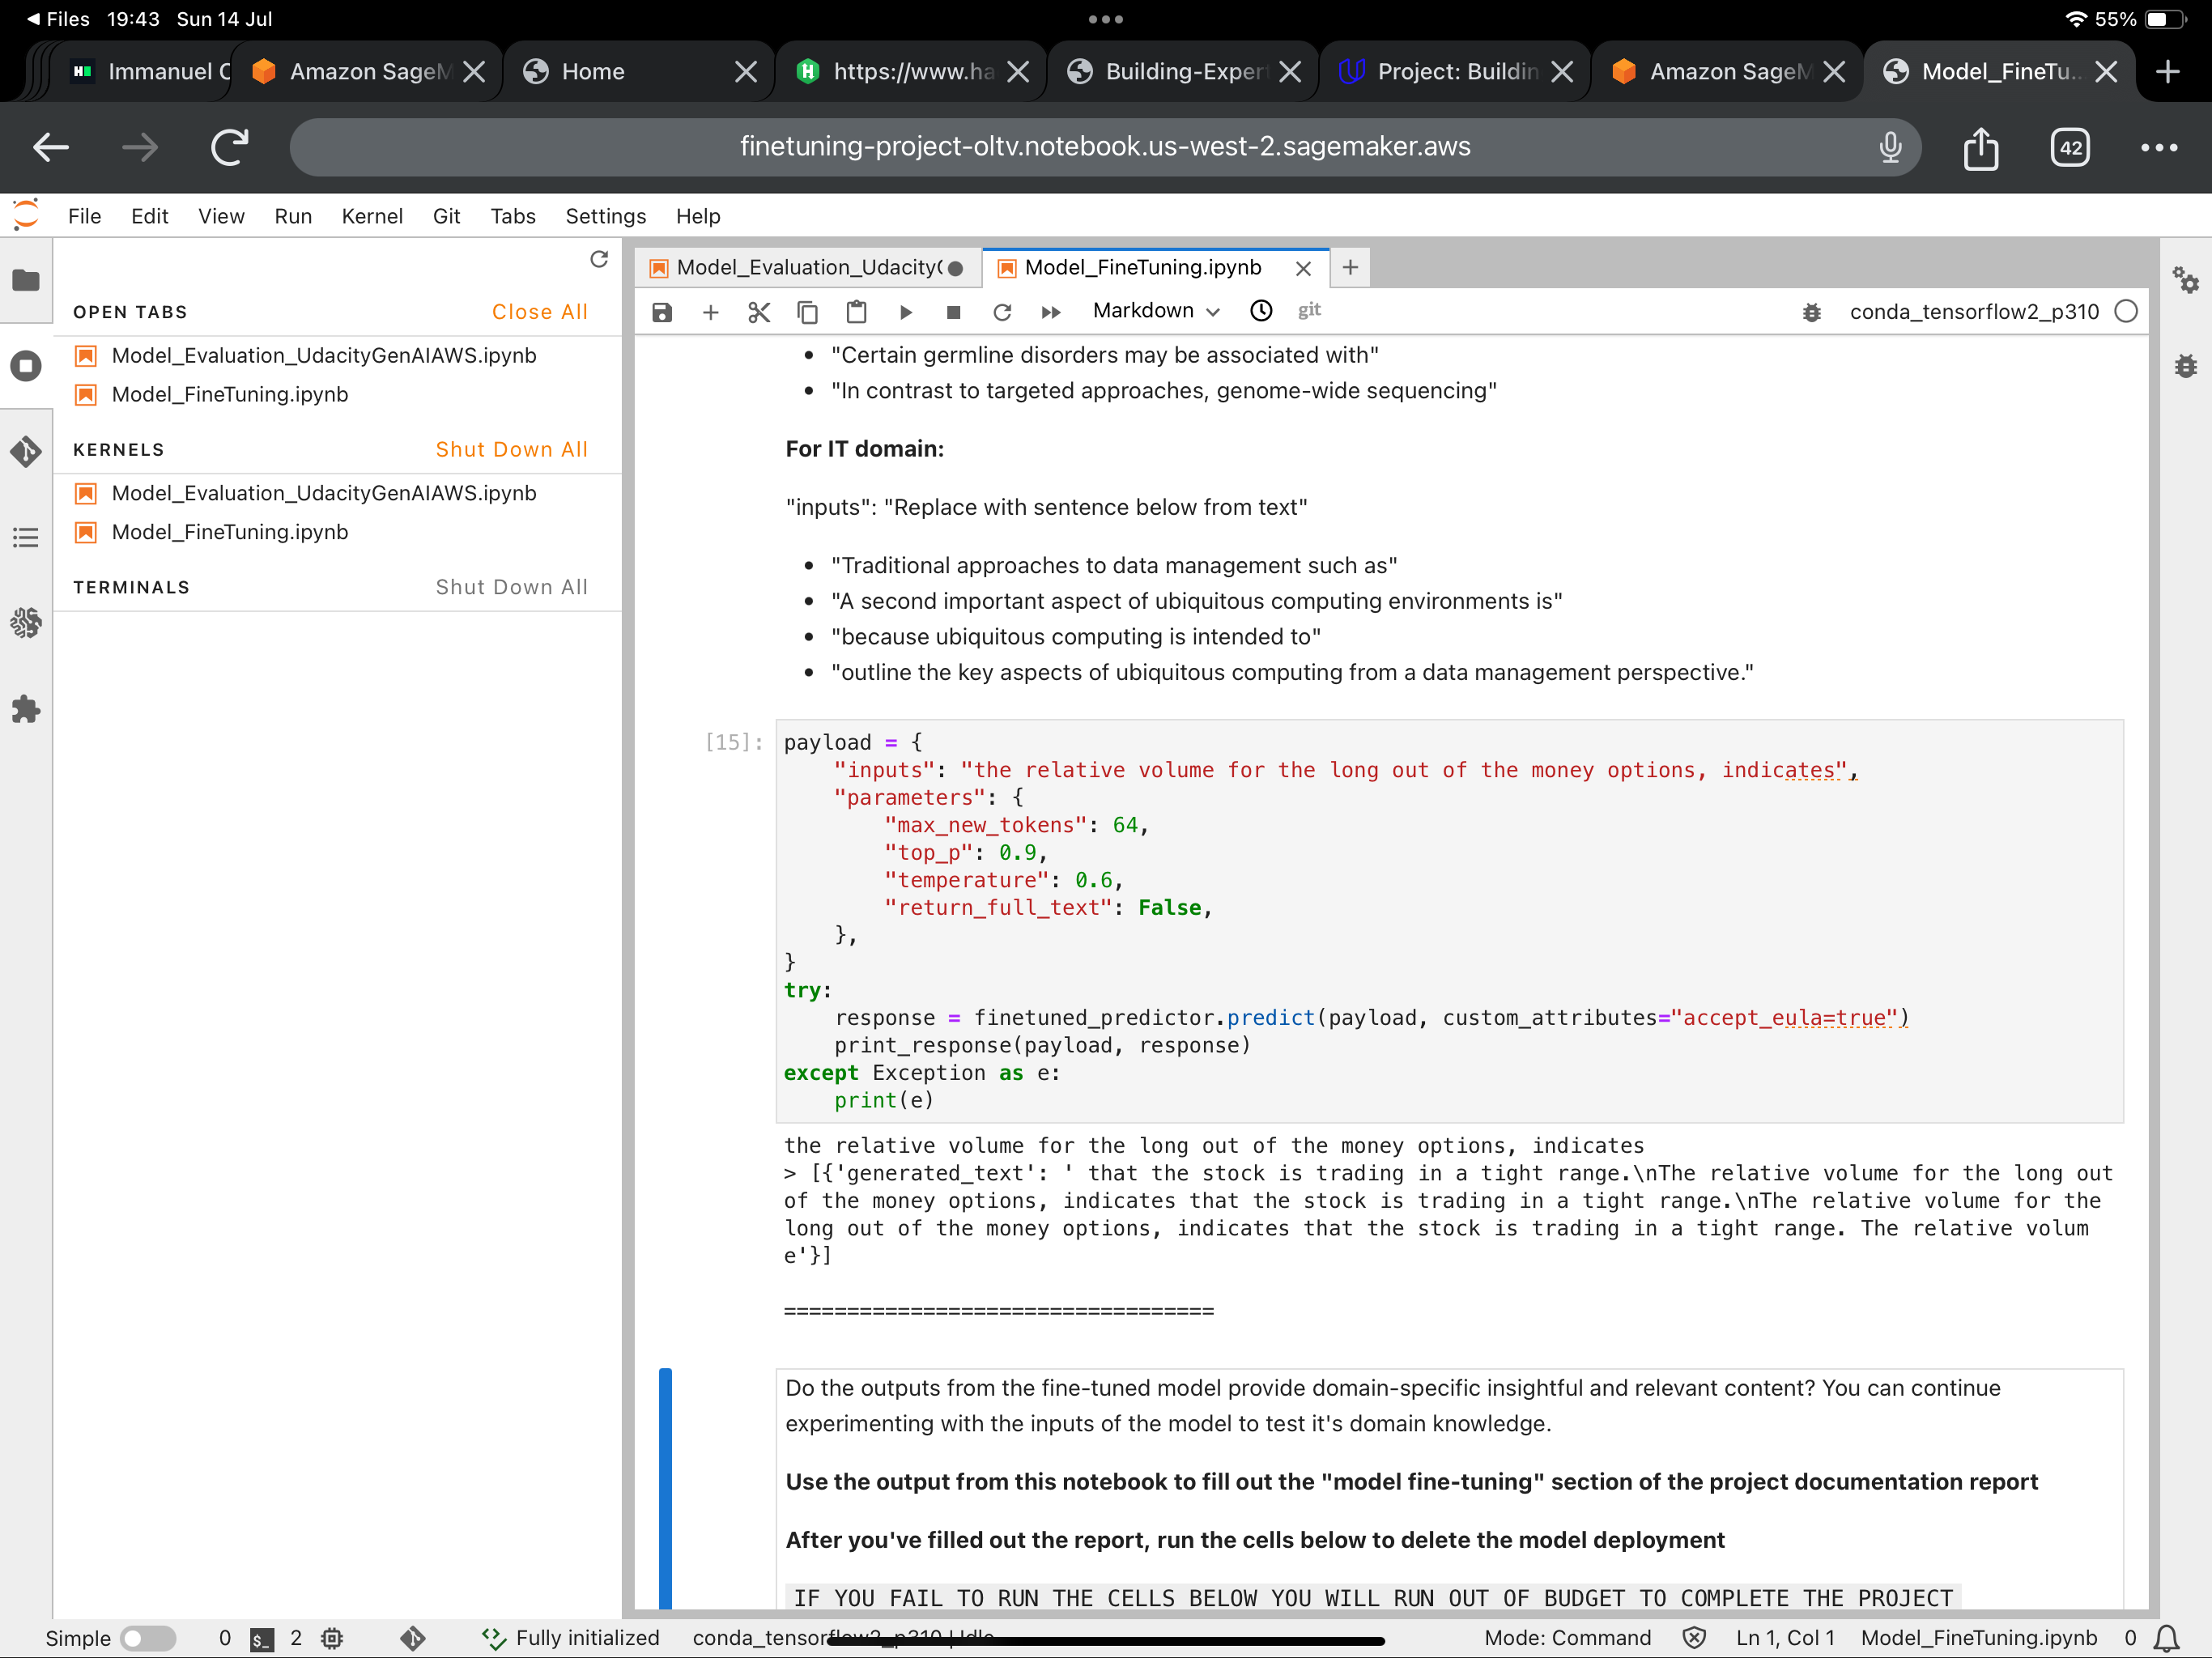 Files 19:43 Sun 14 Jul
55%
Immanuel C
Amazon SageM
Home
https://www.ha
Building-Exper
Project: Buildin
Amazon SageM
Model_FineTu..
finetuning-project-oltv.notebook.us-west-2.sagemaker.aws
42
File Edit View Run Kernel Git Tabs Settings Help
OPEN TABS Close All
Model_Evaluation_UdacityGenAIAWS.ipynb
Model_FineTuning.ipynb
KERNELS Shut Down All
Model_Evaluation_UdacityGenAIAWS.ipynb
Model_FineTuning.ipynb
TERMINALS Shut Down All
Model_Evaluation_Udacity(
Model_FineTuning.ipynb
Markdown
git
conda_tensorflow2_p310
• "Certain germline disorders may be associated with"
• "In contrast to targeted approaches, genome-wide sequencing"
For IT domain:
"inputs": "Replace with sentence below from text"
• "Traditional approaches to data management such as"
• "A second important aspect of ubiquitous computing environments is"
• "because ubiquitous computing is intended to"
• "outline the key aspects of ubiquitous computing from a data management perspective."
[15]:
payload = {
    "inputs": "the relative volume for the long out of the money options, indicates",
    "parameters": {
        "max_new_tokens": 64,
        "top_p": 0.9,
        "temperature": 0.6,
        "return_full_text": False,
    },
}
try:
    response = finetuned_predictor.predict(payload, custom_attributes="accept_eula=true")
    print_response(payload, response)
except Exception as e:
    print(e)
the relative volume for the long out of the money options, indicates
> [{'generated_text': ' that the stock is trading in a tight range.\nThe relative volume for the long out
of the money options, indicates that the stock is trading in a tight range.\nThe relative volume for the
long out of the money options, indicates that the stock is trading in a tight range. The relative volum
e'}]
==================================
Do the outputs from the fine-tuned model provide domain-specific insightful and relevant content? You can continue
experimenting with the inputs of the model to test it's domain knowledge.
Use the output from this notebook to fill out the "model fine-tuning" section of the project documentation report
After you've filled out the report, run the cells below to delete the model deployment
IF YOU FAIL TO RUN THE CELLS BELOW YOU WILL RUN OUT OF BUDGET TO COMPLETE THE PROJECT
Simple 0 2 Fully initialized conda_tensorflow2_p310 | Idle Mode: Command Ln 1, Col 1 Model_FineTuning.ipynb 0